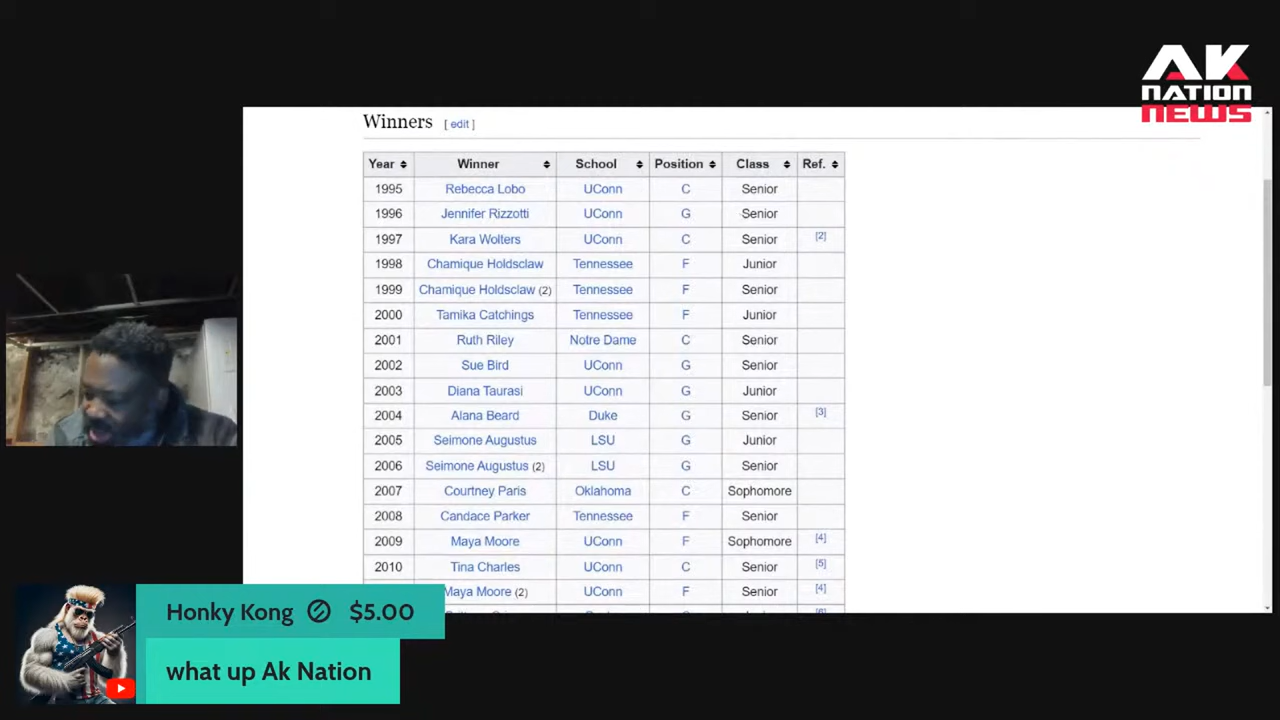 AK
NATION
NEWS
Winners [ edit ]
Year Winner School Position Class Ref.
1995 Rebecca Lobo UConn C Senior
1996 Jennifer Rizzotti UConn G Senior
1997 Kara Wolters UConn C Senior [2]
1998 Chamique Holdsclaw Tennessee F Junior
1999 Chamique Holdsclaw (2) Tennessee F Senior
2000 Tamika Catchings Tennessee F Junior
2001 Ruth Riley Notre Dame C Senior
2002 Sue Bird UConn G Senior
2003 Diana Taurasi UConn G Junior
2004 Alana Beard Duke G Senior [3]
2005 Seimone Augustus LSU G Junior
2006 Seimone Augustus (2) LSU G Senior
2007 Courtney Paris Oklahoma C Sophomore
2008 Candace Parker Tennessee F Senior
2009 Maya Moore UConn F Sophomore [4]
2010 Tina Charles UConn C Senior [5]
Maya Moore (2) UConn F Senior [4]
Honky Kong $5.00
what up Ak Nation